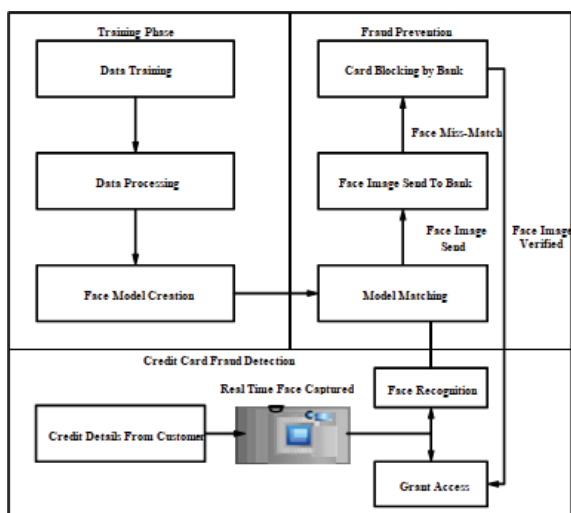 Training Phase
Data Training
Data Processing
Face Model Creation
Fraud Prevention
Card Blocking by Bank
Face Miss-Match
Face Image Send To Bank
Face Image
Send
Face Image
Verified
Model Matching
Credit Card Fraud Detection
Real Time Face Captured
Face Recognition
Credit Details From Customer
Grant Access